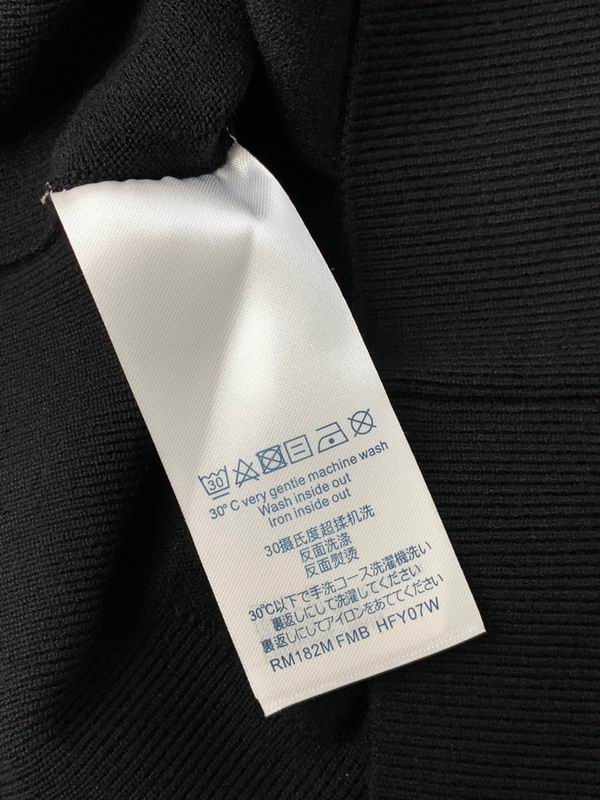 30
30° C very gentie machine wash
Wash inside out
Iron inside out
30摄氏度超揉机洗
反面洗涤
反面熨烫
30℃以下で手洗コース洗濯機洗い
裏返しにして洗濯してください
裏返しにしてアイロンをあててください
RM182M FMB HFY07W